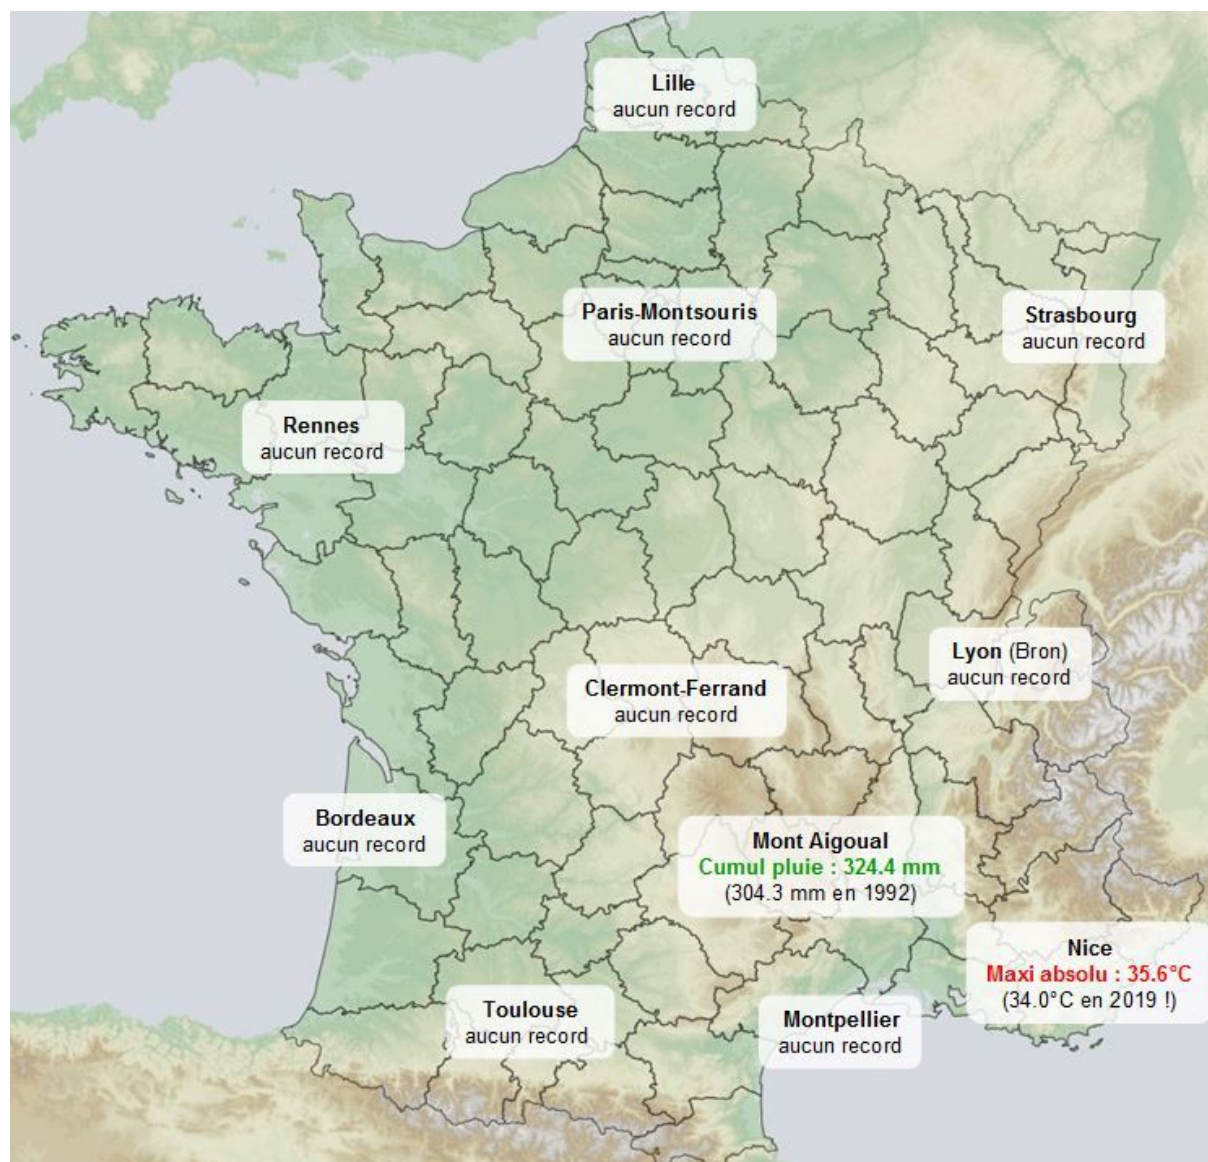 Lille
aucun record
Paris-Montsouris
aucun record
Strasbourg
aucun record
Rennes
aucun record
Lyon (Bron)
aucun record
Clermont-Ferrand
aucun record
Bordeaux
aucun record
Mont Aigoual
Cumul pluie : 324.4 mm
(304.3 mm en 1992)
Nice
Maxi absolu : 35.6°C
(34.0°C en 2019 !)
Toulouse
aucun record
Montpellier
aucun record